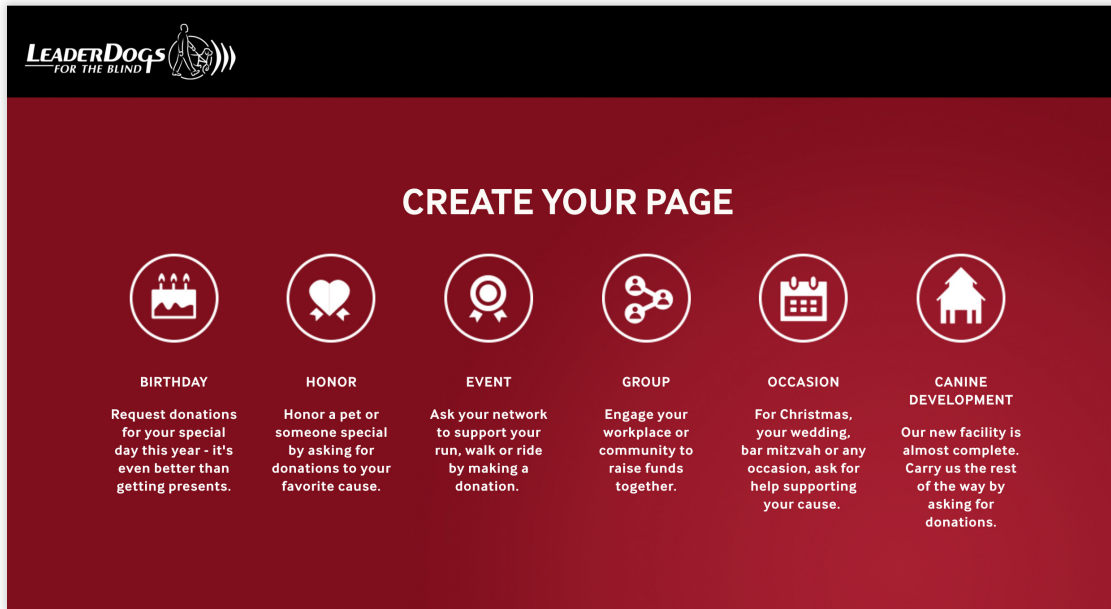 LEADERDOGS
FOR THE BLIND
CREATE YOUR PAGE
BIRTHDAY
Request donations
for your special
day this year - it's
even better than
getting presents.
HONOR
Honor a pet or
someone special
by asking for
donations to your
favorite cause.
EVENT
Ask your network
to support your
run, walk or ride
by making a
donation.
GROUP
Engage your
workplace or
community to
raise funds
together.
OCCASION
For Christmas,
your wedding,
bar mitzvah or any
occasion, ask for
help supporting
your cause.
CANINE
DEVELOPMENT
Our new facility is
almost complete.
Carry us the rest
of the way by
asking for
donations.